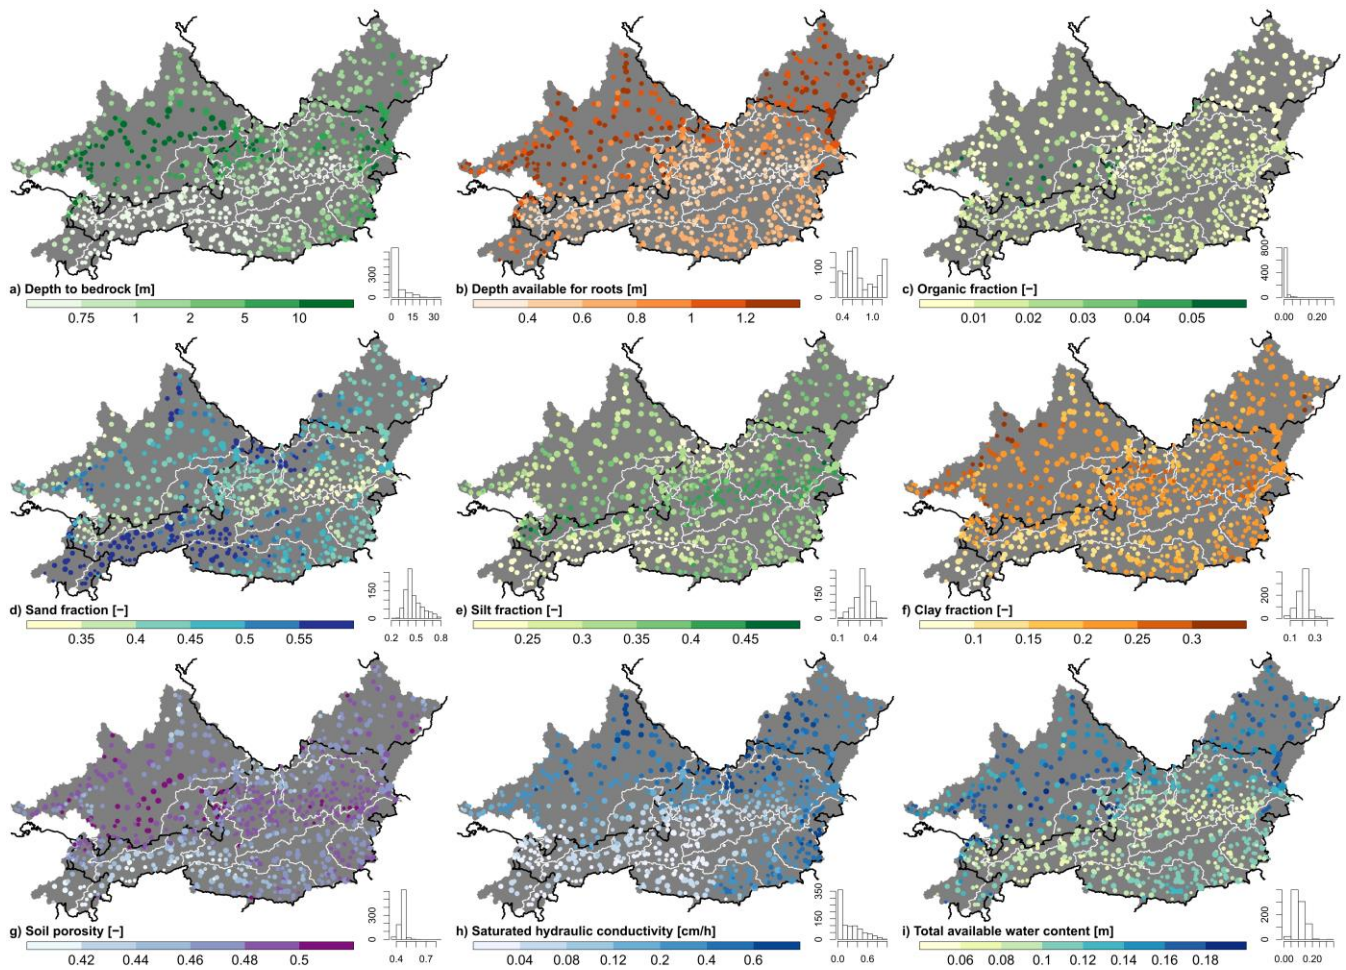 300
0
0 15 30
a) Depth to bedrock [m]
0.75 1 2 5 10
100
0
0.4 1.0
b) Depth available for roots [m]
0.4 0.6 0.8 1 1.2
800
400
0
0.00 0.20
c) Organic fraction [−]
0.01 0.02 0.03 0.04 0.05
150
0
0.2 0.5 0.8
d) Sand fraction [−]
0.35 0.4 0.45 0.5 0.55
150
0
0.1 0.4
e) Silt fraction [−]
0.25 0.3 0.35 0.4 0.45
200
0
0.1 0.3
f) Clay fraction [−]
0.1 0.15 0.2 0.25 0.3
300
0
0.4 0.7
g) Soil porosity [−]
0.42 0.44 0.46 0.48 0.5
350
150
0
0.0 0.6
h) Saturated hydraulic conductivity [cm/h]
0.04 0.08 0.12 0.2 0.4 0.6
200
0
0.00 0.20
i) Total available water content [m]
0.06 0.08 0.10 0.12 0.14 0.16 0.18